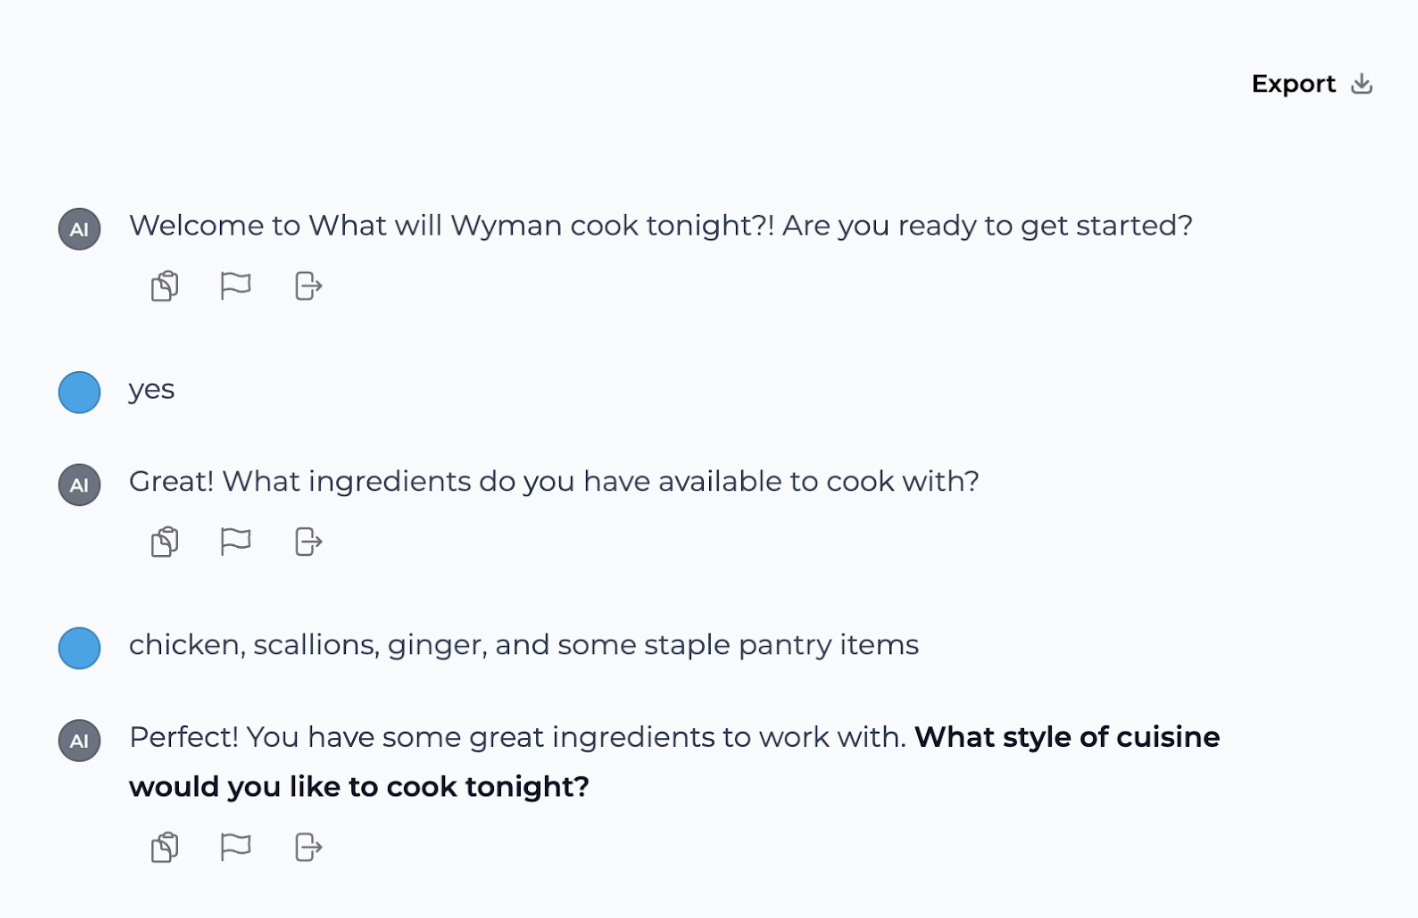 Export
AI
Welcome to What will Wyman cook tonight?! Are you ready to get started?
yes
AI
Great! What ingredients do you have available to cook with?
chicken, scallions, ginger, and some staple pantry items
AI
Perfect! You have some great ingredients to work with. What style of cuisine
would you like to cook tonight?